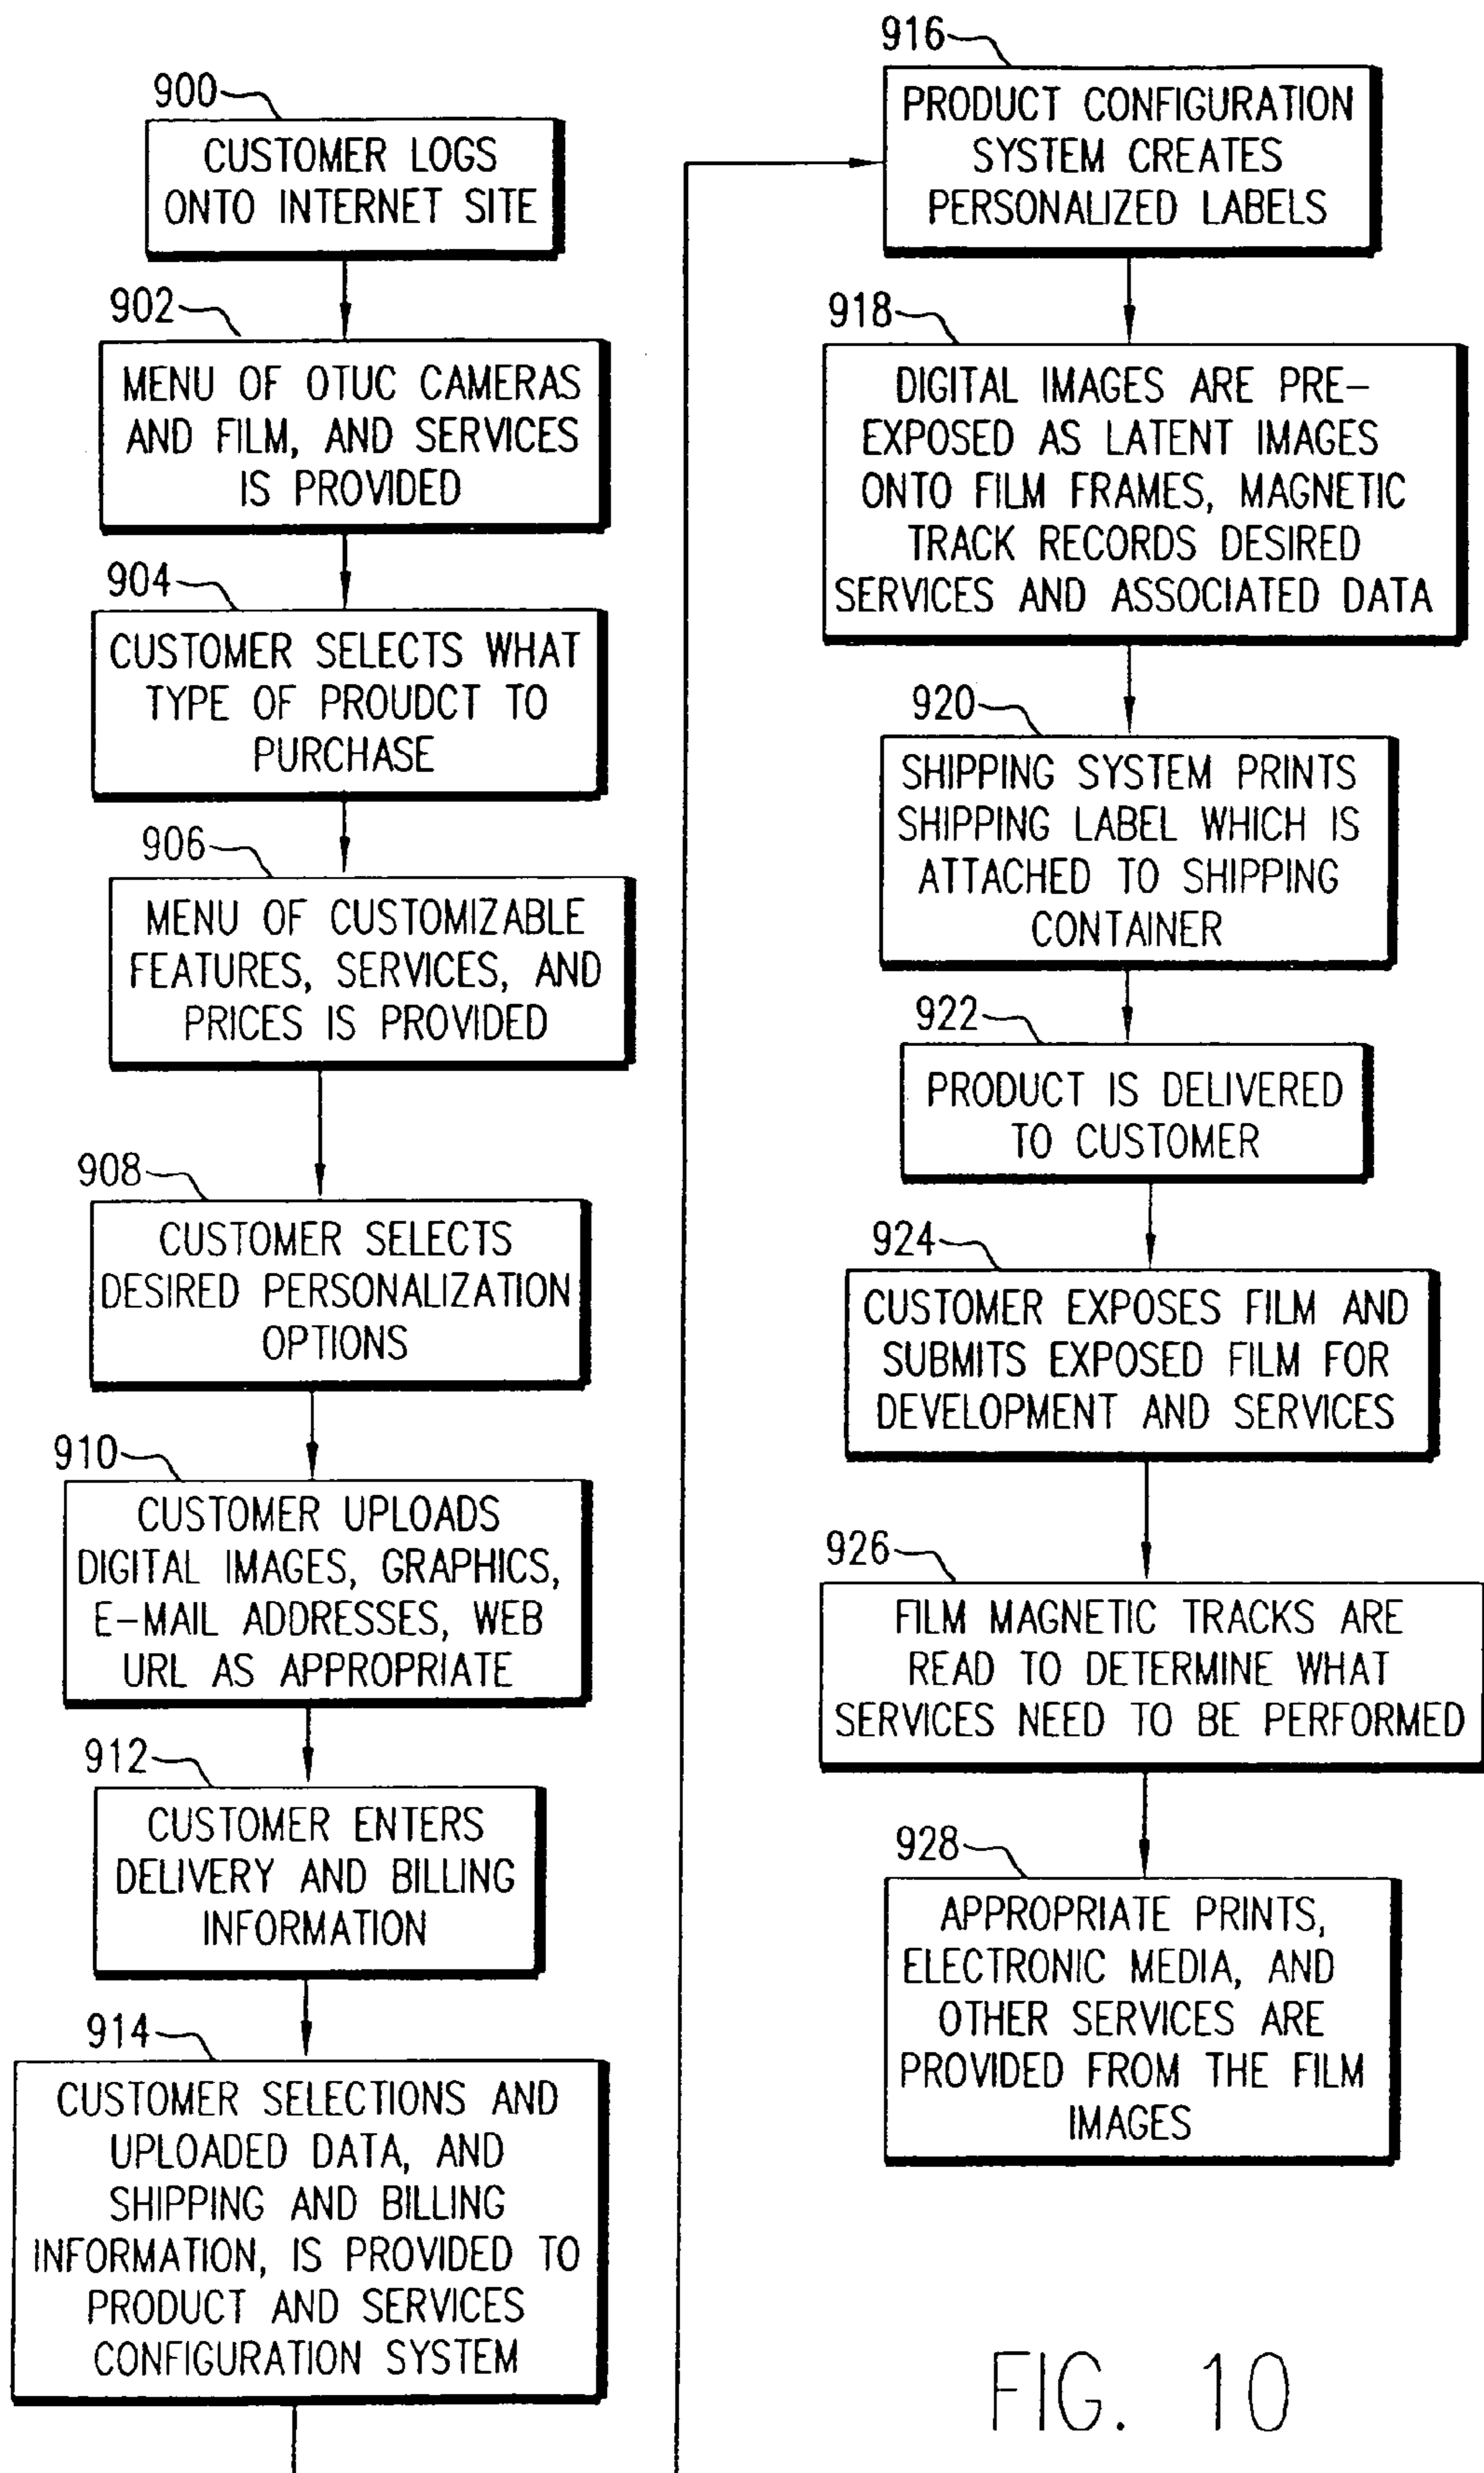 900
CUSTOMER LOGS
ONTO INTERNET SITE
902
MENU OF OTUC CAMERAS
AND FILM, AND SERVICES
IS PROVIDED
904
CUSTOMER SELECTS WHAT
TYPE OF PROUDCT TO
PURCHASE
906
MENU OF CUSTOMIZABLE
FEATURES, SERVICES, AND
PRICES IS PROVIDED
908
CUSTOMER SELECTS
DESIRED PERSONALIZATION
OPTIONS
910
CUSTOMER UPLOADS
DIGITAL IMAGES, GRAPHICS,
E-MAIL ADDRESSES, WEB
URL AS APPROPRIATE
912
CUSTOMER ENTERS
DELIVERY AND BILLING
INFORMATION
914
CUSTOMER SELECTIONS AND
UPLOADED DATA, AND
SHIPPING AND BILLING
INFORMATION, IS PROVIDED TO
PRODUCT AND SERVICES
CONFIGURATION SYSTEM
916
PRODUCT CONFIGURATION
SYSTEM CREATES
PERSONALIZED LABELS
918
DIGITAL IMAGES ARE PRE-
EXPOSED AS LATENT IMAGES
ONTO FILM FRAMES, MAGNETIC
TRACK RECORDS DESIRED
SERVICES AND ASSOCIATED DATA
920
SHIPPING SYSTEM PRINTS
SHIPPING LABEL WHICH IS
ATTACHED TO SHIPPING
CONTAINER
922
PRODUCT IS DELIVERED
TO CUSTOMER
924
CUSTOMER EXPOSES FILM AND
SUBMITS EXPOSED FILM FOR
DEVELOPMENT AND SERVICES
926
FILM MAGNETIC TRACKS ARE
READ TO DETERMINE WHAT
SERVICES NEED TO BE PERFORMED
928
APPROPRIATE PRINTS,
ELECTRONIC MEDIA, AND
OTHER SERVICES ARE
PROVIDED FROM THE FILM
IMAGES
FIG. 10